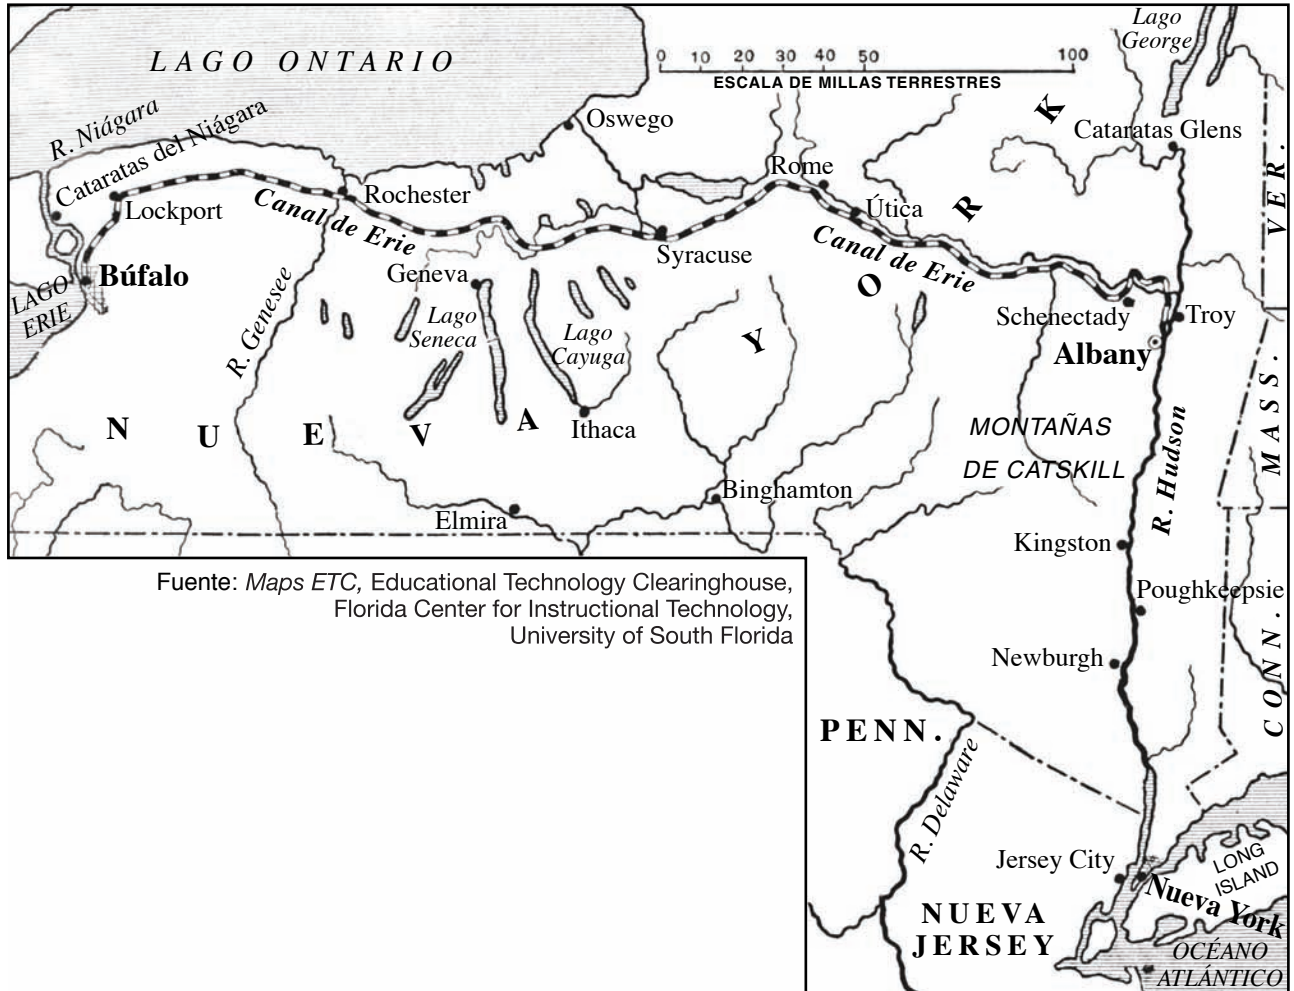 LAGO ONTARIO
Lago
George
0 10 20 30 40 50 100
ESCALA DE MILLAS TERRESTRES
R. Niágara
Cataratas del Niágara
Oswego
Cataratas Glens
Rome
Rochester
Lockport
Canal de Erie
Útica
Syracuse
Canal de Erie
Búfalo
LAGO
ERIE
Geneva
R. Genesee
Lago
Seneca
Lago
Cayuga
Schenectady
Troy
Albany
NUEVA YORK
VER.
MASS.
CONN.
Ithaca
MONTAÑAS
DE CATSKILL
R. Hudson
Elmira
Binghamton
Kingston
Poughkeepsie
Newburgh
Fuente: Maps ETC, Educational Technology Clearinghouse,
Florida Center for Instructional Technology,
University of South Florida
PENN.
R. Delaware
Jersey City
Nueva York
LONG
ISLAND
NUEVA
JERSEY
OCÉANO
ATLÁNTICO